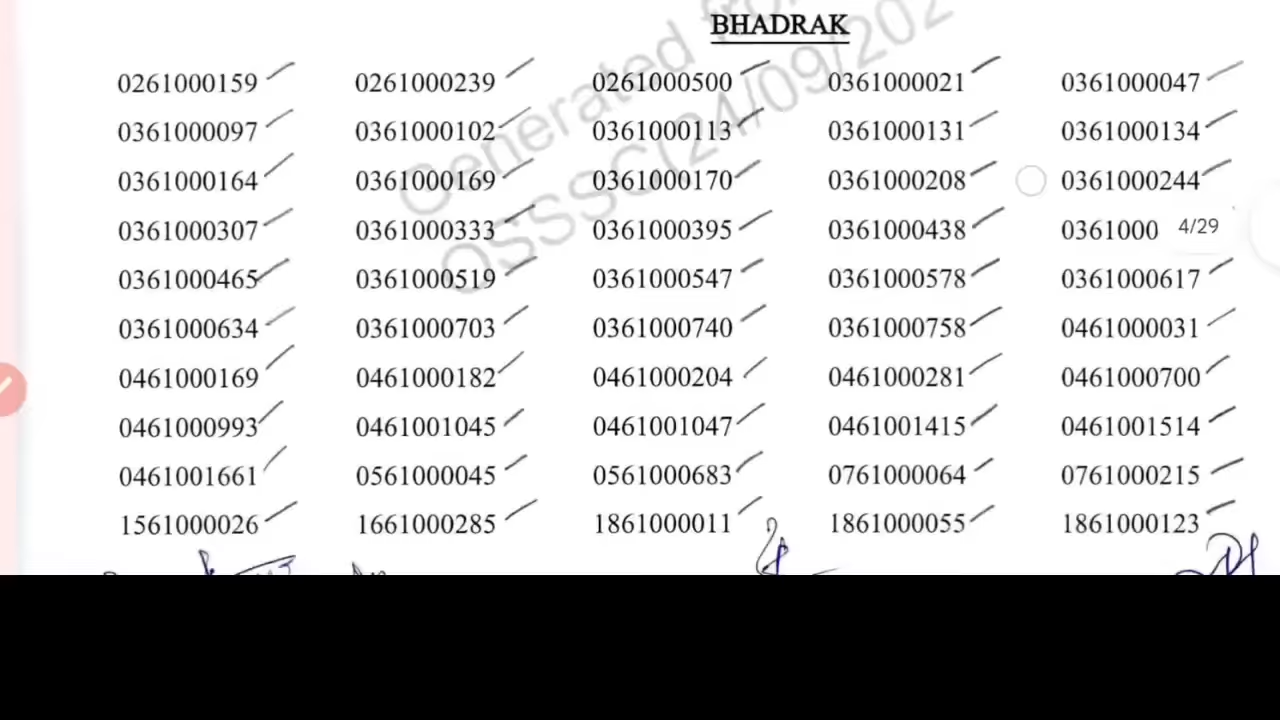 BHADRAK
Generated from
OSSSC(24/09/202
0261000159 0261000239 0261000500 0361000021 0361000047
0361000097 0361000102 0361000113 0361000131 0361000134
0361000164 0361000169 0361000170 0361000208 0361000244
0361000307 0361000333 0361000395 0361000438 0361000
4/29
0361000465 0361000519 0361000547 0361000578 0361000617
0361000634 0361000703 0361000740 0361000758 0461000031
0461000169 0461000182 0461000204 0461000281 0461000700
0461000993 0461001045 0461001047 0461001415 0461001514
0461001661 0561000045 0561000683 0761000064 0761000215
1561000026 1661000285 1861000011 1861000055 1861000123